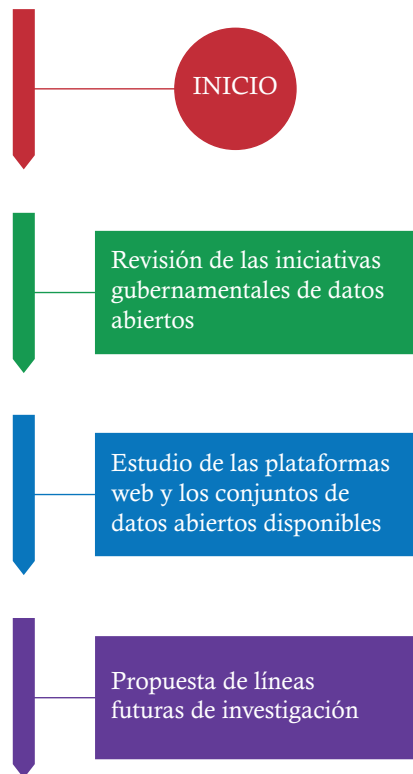 INICIO
Revisión de las iniciativas
gubernamentales de datos
abiertos
Estudio de las plataformas
web y los conjuntos de
datos abiertos disponibles
Propuesta de líneas
futuras de investigación